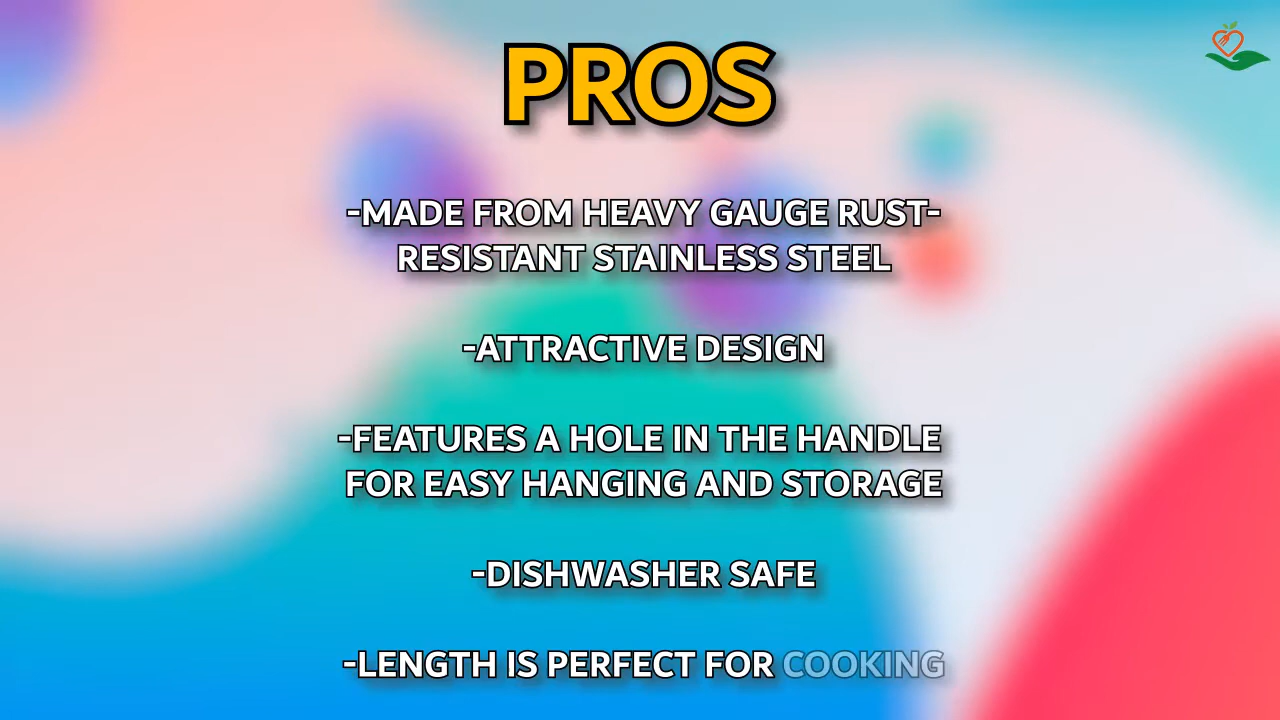 PROS
-MADE FROM HEAVY GAUGE RUST-
RESISTANT STAINLESS STEEL
-ATTRACTIVE DESIGN
-FEATURES A HOLE IN THE HANDLE
FOR EASY HANGING AND STORAGE
-DISHWASHER SAFE
-LENGTH IS PERFECT FOR COOKING